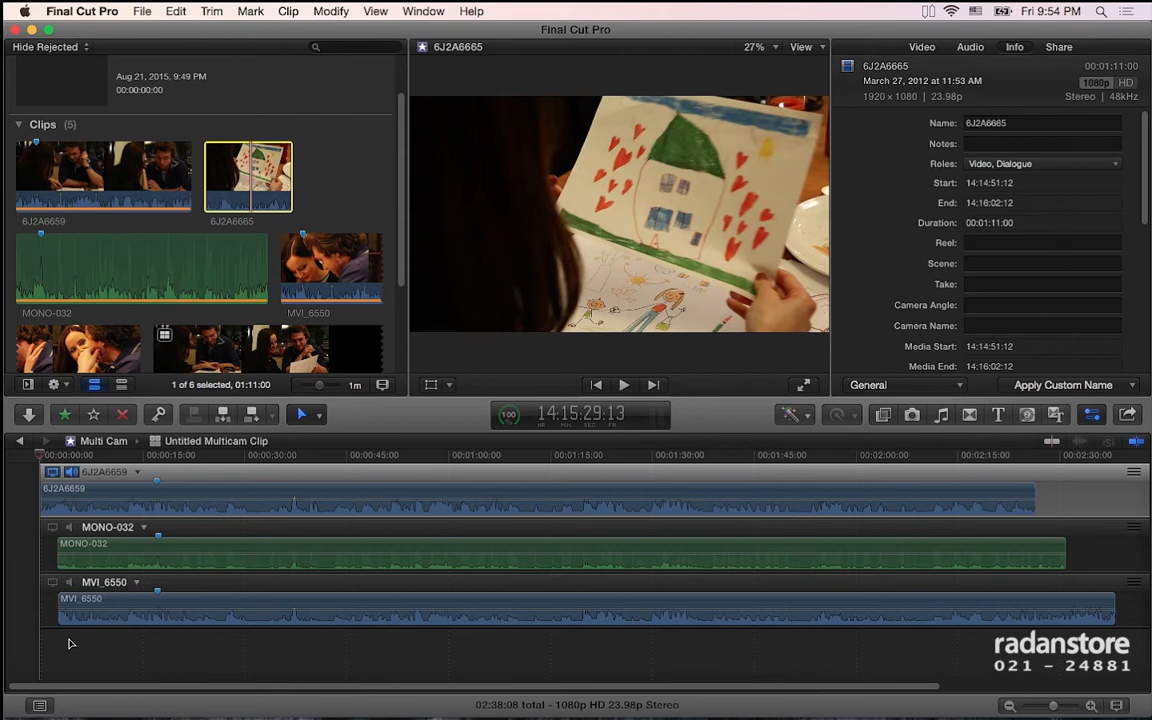 Final Cut Pro File Edit Trim Mark Clip Modify View Window Help Fri 9:54 PM
Final Cut Pro
Hide Rejected
6J2A6665 27% View
Video Audio Info Share
Aug 21, 2015, 9:49 PM
00:00:00:00
Clips (5)
6J2A6659 6J2A6665
MONO-032 MVI_6550
6J2A6665 00:01:11:00
March 27, 2012 at 11:53 AM 1080p HD
1920 x 1080 | 23.98p Stereo | 48kHz
Name: 6J2A6665
Notes:
Roles: Video, Dialogue
Start: 14:14:51:12
End: 14:16:02:12
Duration: 00:01:11:00
Reel:
Scene:
Take:
Camera Angle:
Camera Name:
Media Start: 14:14:51:12
Media End: 14:16:02:12
General Apply Custom Name
1 of 6 selected, 01:11:00 1m
100 14:15:29:13
HR MIN SEC FR
Multi Cam Untitled Multicam Clip
00:00:00:00 00:00:15:00 00:00:30:00 00:00:45:00 00:01:00:00 00:01:15:00 00:01:30:00 00:01:45:00 00:02:00:00 00:02:15:00 00:02:30:00
6J2A6659
6J2A6659
MONO-032
MONO-032
MVI_6550
MVI_6550
radanstore
021 - 24881
02:38:08 total - 1080p HD 23.98p Stereo